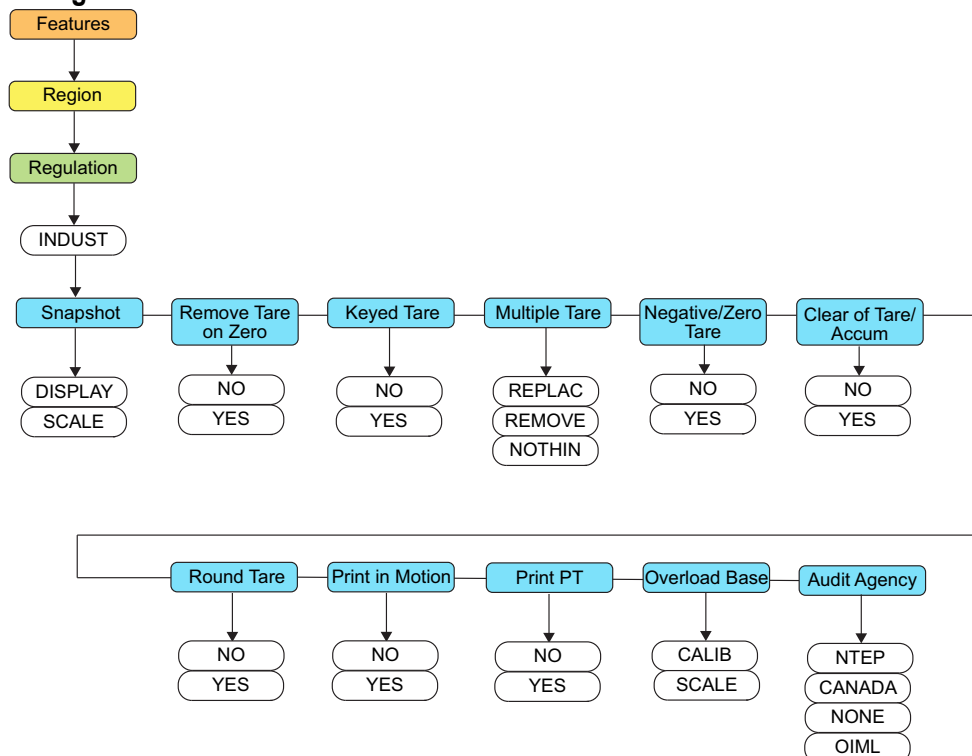 Features
Region
Regulation
INDUST
Snapshot
DISPLAY
SCALE
Remove Tare
on Zero
NO
YES
Keyed Tare
NO
YES
Multiple Tare
REPLAC
REMOVE
NOTHIN
Negative/Zero
Tare
NO
YES
Clear of Tare/
Accum
NO
YES
Round Tare
NO
YES
Print in Motion
NO
YES
Print PT
NO
YES
Overload Base
CALIB
SCALE
Audit Agency
NTEP
CANADA
NONE
OIML